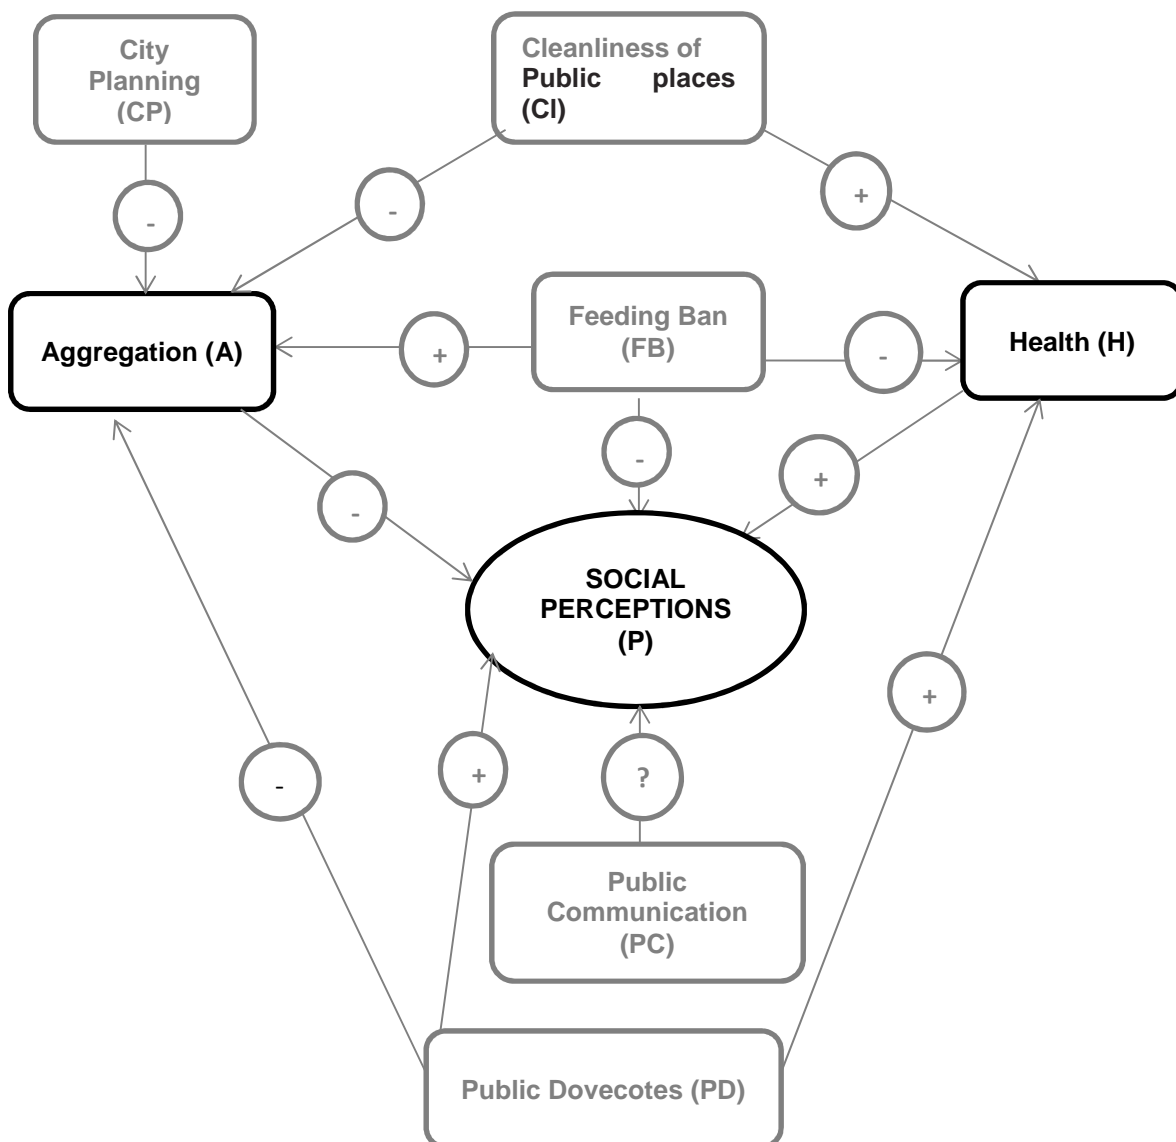 City
Planning
(CP)
Cleanliness of
Public places
(Cl)
-
-
+
Aggregation (A)
+
Feeding Ban
(FB)
-
Health (H)
-
-
+
SOCIAL
PERCEPTIONS
(P)
-
+
?
+
Public
Communication
(PC)
Public Dovecotes (PD)